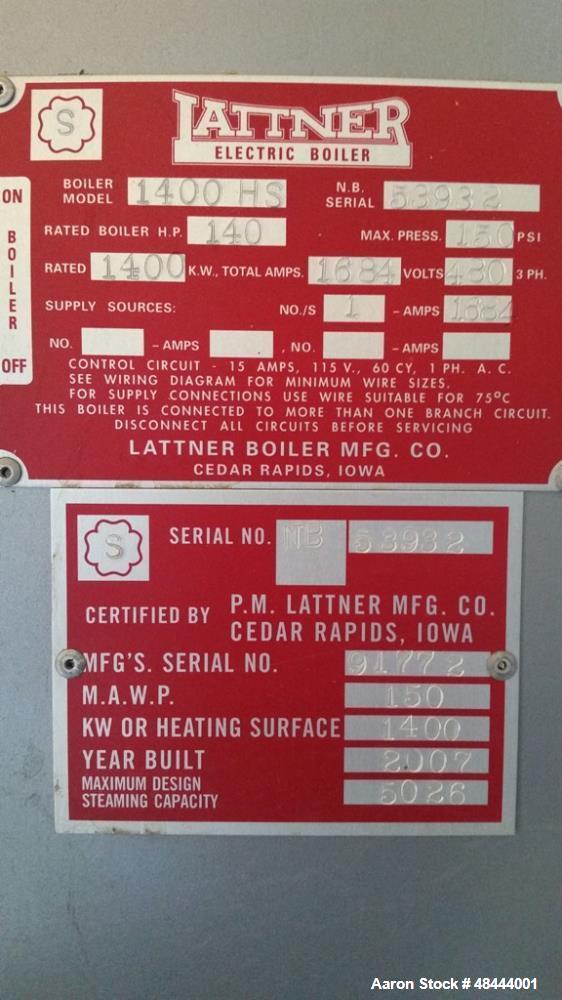 S
LATTNER
ELECTRIC BOILER
ON BOILER OFF
BOILER MODEL 1400 HS N.B. SERIAL 53932
RATED BOILER H.P. 140 MAX. PRESS. 150 PSI
RATED 1400 K.W., TOTAL AMPS. 1684 VOLTS 480 3 PH.
SUPPLY SOURCES: NO./S 1 - AMPS 1684
NO. - AMPS , NO. - AMPS
CONTROL CIRCUIT - 15 AMPS, 115 V., 60 CY, 1 PH. A. C.
SEE WIRING DIAGRAM FOR MINIMUM WIRE SIZES.
FOR SUPPLY CONNECTIONS USE WIRE SUITABLE FOR 75°C
THIS BOILER IS CONNECTED TO MORE THAN ONE BRANCH CIRCUIT.
DISCONNECT ALL CIRCUITS BEFORE SERVICING
LATTNER BOILER MFG. CO.
CEDAR RAPIDS, IOWA
S
SERIAL NO. NB 53932
CERTIFIED BY P.M. LATTNER MFG. CO.
CEDAR RAPIDS, IOWA
MFG'S. SERIAL NO. 91772
M.A.W.P. 150
KW OR HEATING SURFACE 1400
YEAR BUILT 2007
MAXIMUM DESIGN
STEAMING CAPACITY 5026
Aaron Stock # 48444001